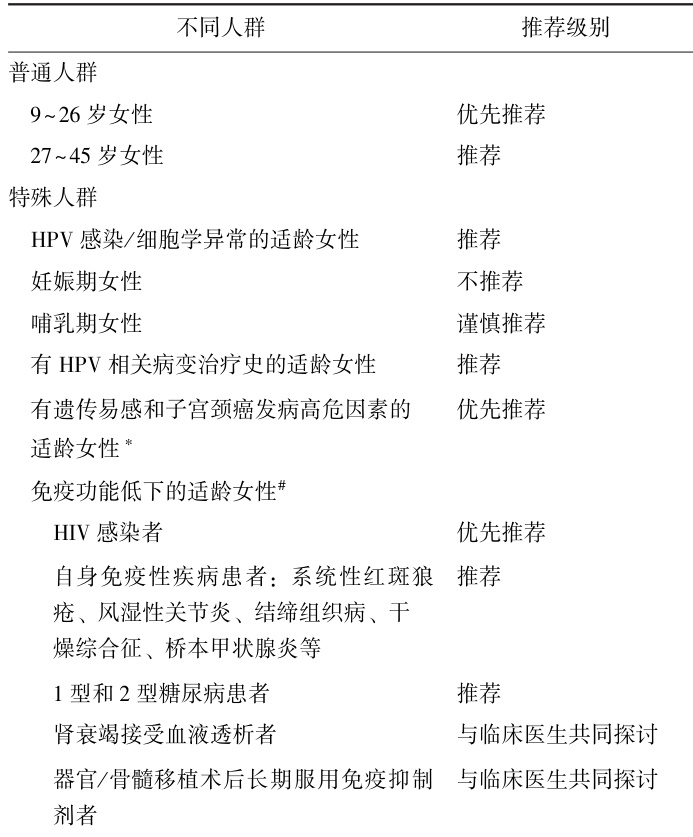 不同人群 推荐级别
普通人群
9~26 岁女性 优先推荐
27~45 岁女性 推荐
特殊人群
HPV 感染/细胞学异常的适龄女性 推荐
妊娠期女性 不推荐
哺乳期女性 谨慎推荐
有 HPV 相关病变治疗史的适龄女性 推荐
有遗传易感和子宫颈癌发病高危因素的 优先推荐
适龄女性*
免疫功能低下的适龄女性#
HIV 感染者 优先推荐
自身免疫性疾病患者：系统性红斑狼 推荐
疮、风湿性关节炎、结缔组织病、干
燥综合征、桥本甲状腺炎等
1 型和 2 型糖尿病患者 推荐
肾衰竭接受血液透析者 与临床医生共同探讨
器官/骨髓移植术后长期服用免疫抑制 与临床医生共同探讨
剂者